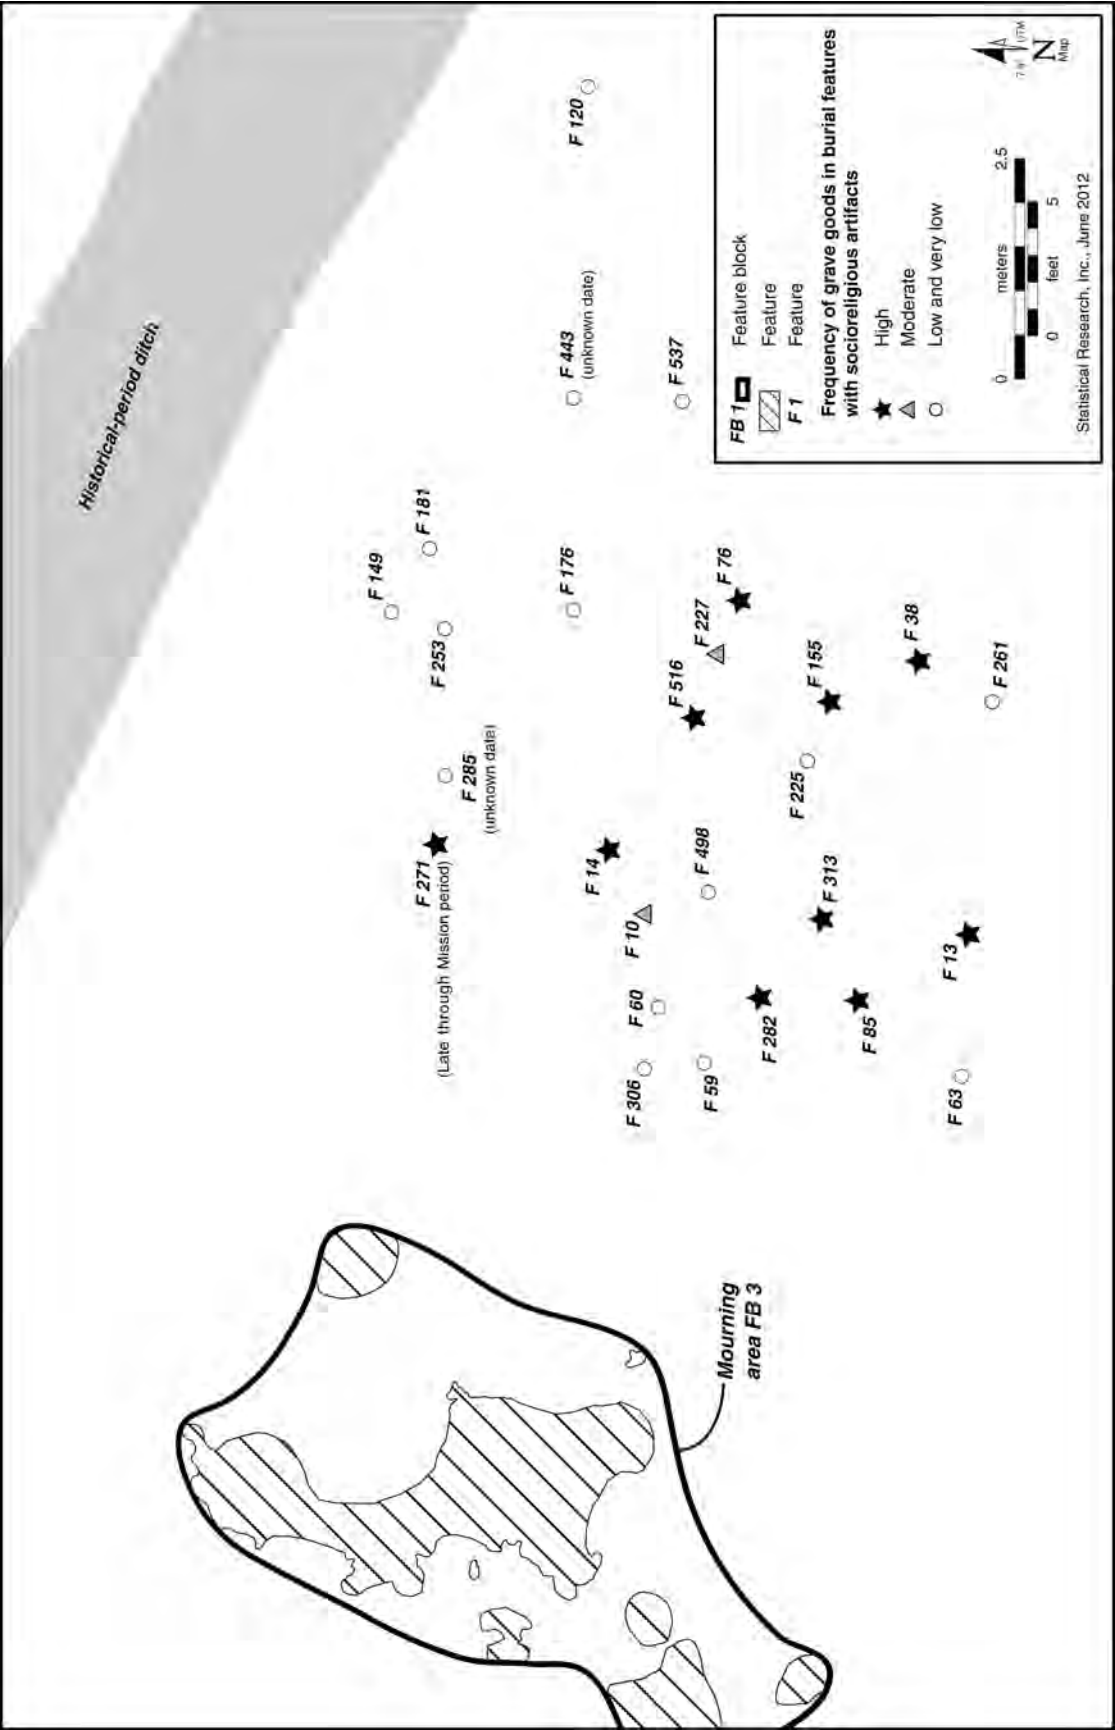 Historical-period ditch
F 120
F 443
(unknown date)
F 537
F 149
F 181
F 253
F 176
F 285
(unknown date)
F 271
(Late through Mission period)
F 76
F 227
F 516
F 155
F 38
F 261
F 225
F 14
F 498
F 10
F 313
F 60
F 13
F 282
F 85
F 306
F 59
F 63
Mourning
area FB 3
FB 1 Feature block
Feature
F 1 Feature
Frequency of grave goods in burial features
with socioreligious artifacts
High
Moderate
Low and very low
0 meters 2.5
0 feet 5
UTM
N
Map
Statistical Research, Inc., June 2012